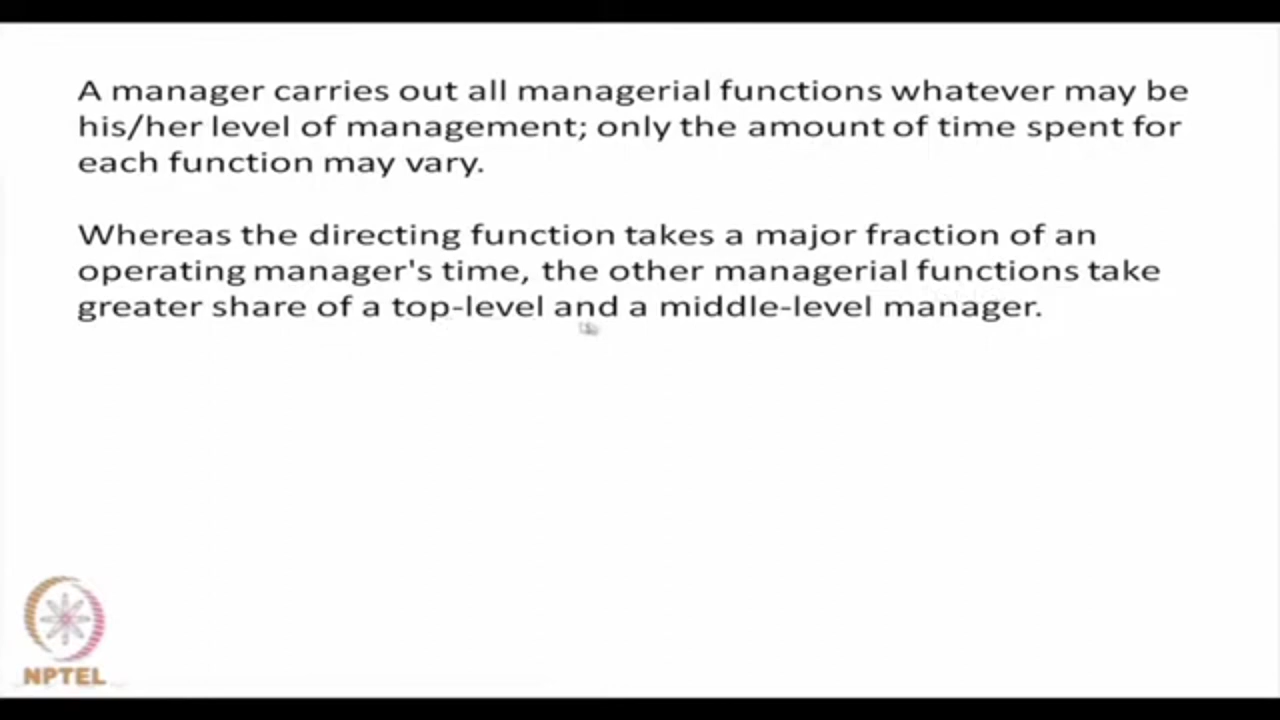 A manager carries out all managerial functions whatever may be
his/her level of management; only the amount of time spent for
each function may vary.
Whereas the directing function takes a major fraction of an
operating manager's time, the other managerial functions take
greater share of a top-level and a middle-level manager.
NPTEL